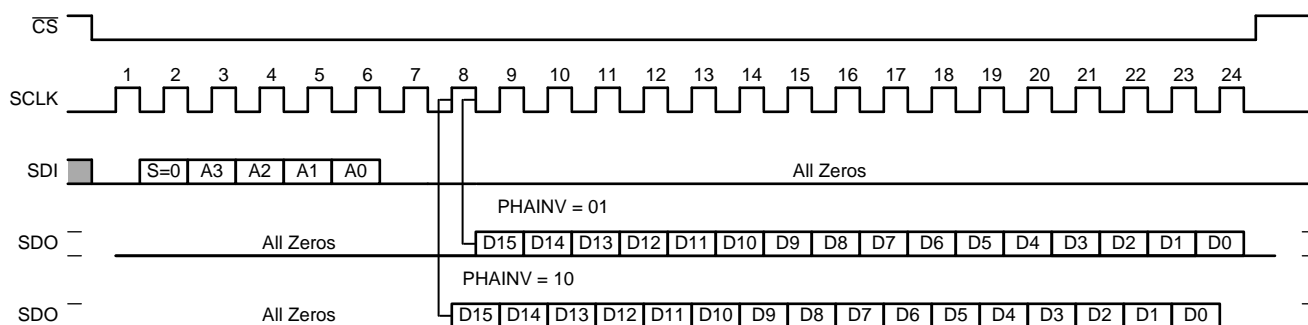 CS
1 2 3 4 5 6 7 8 9 10 11 12 13 14 15 16 17 18 19 20 21 22 23 24
SCLK
SDI S=0 A3 A2 A1 A0 All Zeros
PHAINV = 01
SDO All Zeros D15 D14 D13 D12 D11 D10 D9 D8 D7 D6 D5 D4 D3 D2 D1 D0
PHAINV = 10
SDO All Zeros D15 D14 D13 D12 D11 D10 D9 D8 D7 D6 D5 D4 D3 D2 D1 D0